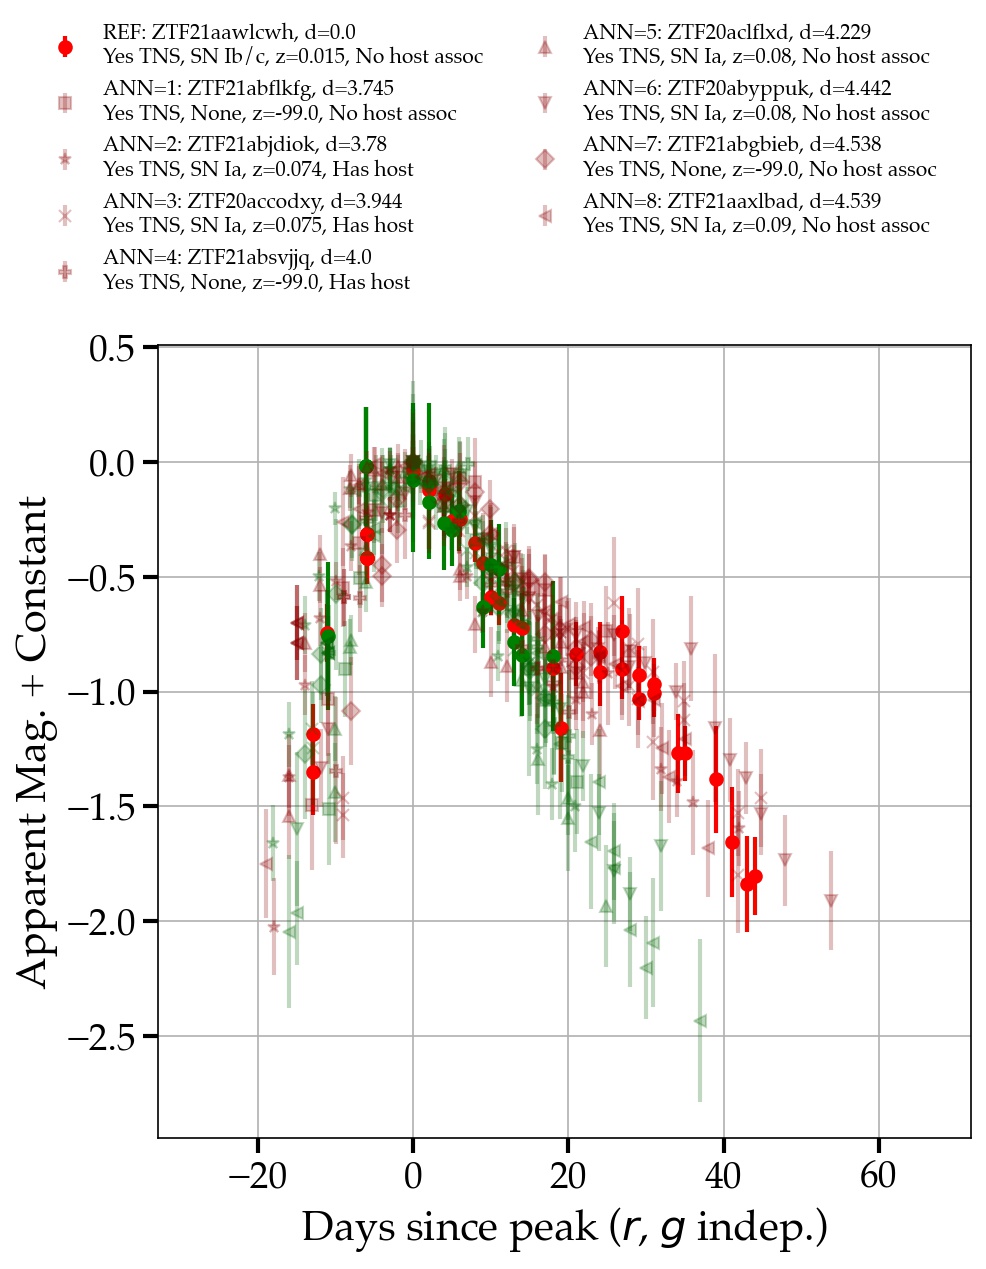 REF: ZTF21aawlcwh, d=0.0
Yes TNS, SN Ib/c, z=0.015, No host assoc
ANN=1: ZTF21abflkfg, d=3.745
Yes TNS, None, z=-99.0, No host assoc
ANN=2: ZTF21abjdiok, d=3.78
Yes TNS, SN Ia, z=0.074, Has host
ANN=3: ZTF20accodxy, d=3.944
Yes TNS, SN Ia, z=0.075, Has host
ANN=4: ZTF21absvjjq, d=4.0
Yes TNS, None, z=-99.0, Has host
ANN=5: ZTF20aclflxd, d=4.229
Yes TNS, SN Ia, z=0.08, No host assoc
ANN=6: ZTF20abyppuk, d=4.442
Yes TNS, SN Ia, z=0.08, No host assoc
ANN=7: ZTF21abgbieb, d=4.538
Yes TNS, None, z=-99.0, No host assoc
ANN=8: ZTF21aaxlbad, d=4.539
Yes TNS, SN Ia, z=0.09, No host assoc
0.5
0.0
−0.5
−1.0
−1.5
−2.0
−2.5
Apparent Mag. + Constant
−20
0
20
40
60
Days since peak (r, g indep.)